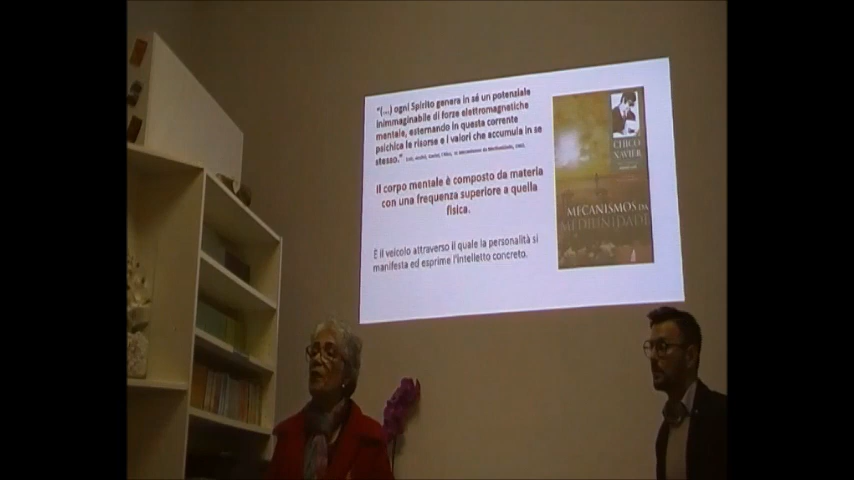 "(...) ogni Spirito genera in sé un potenziale
inimmaginabile di forze elettromagnetiche
mentale, esternando in questa corrente
psichica le risorse e i valori che accumula in se
stesso."
Il corpo mentale è composto da materia
con una frequenza superiore a quella
fisica.
È il veicolo attraverso il quale la personalità si
manifesta ed esprime l'intelletto concreto.
CHICO
XAVIER
MECANISMOS DA
MEDIUNIDADE